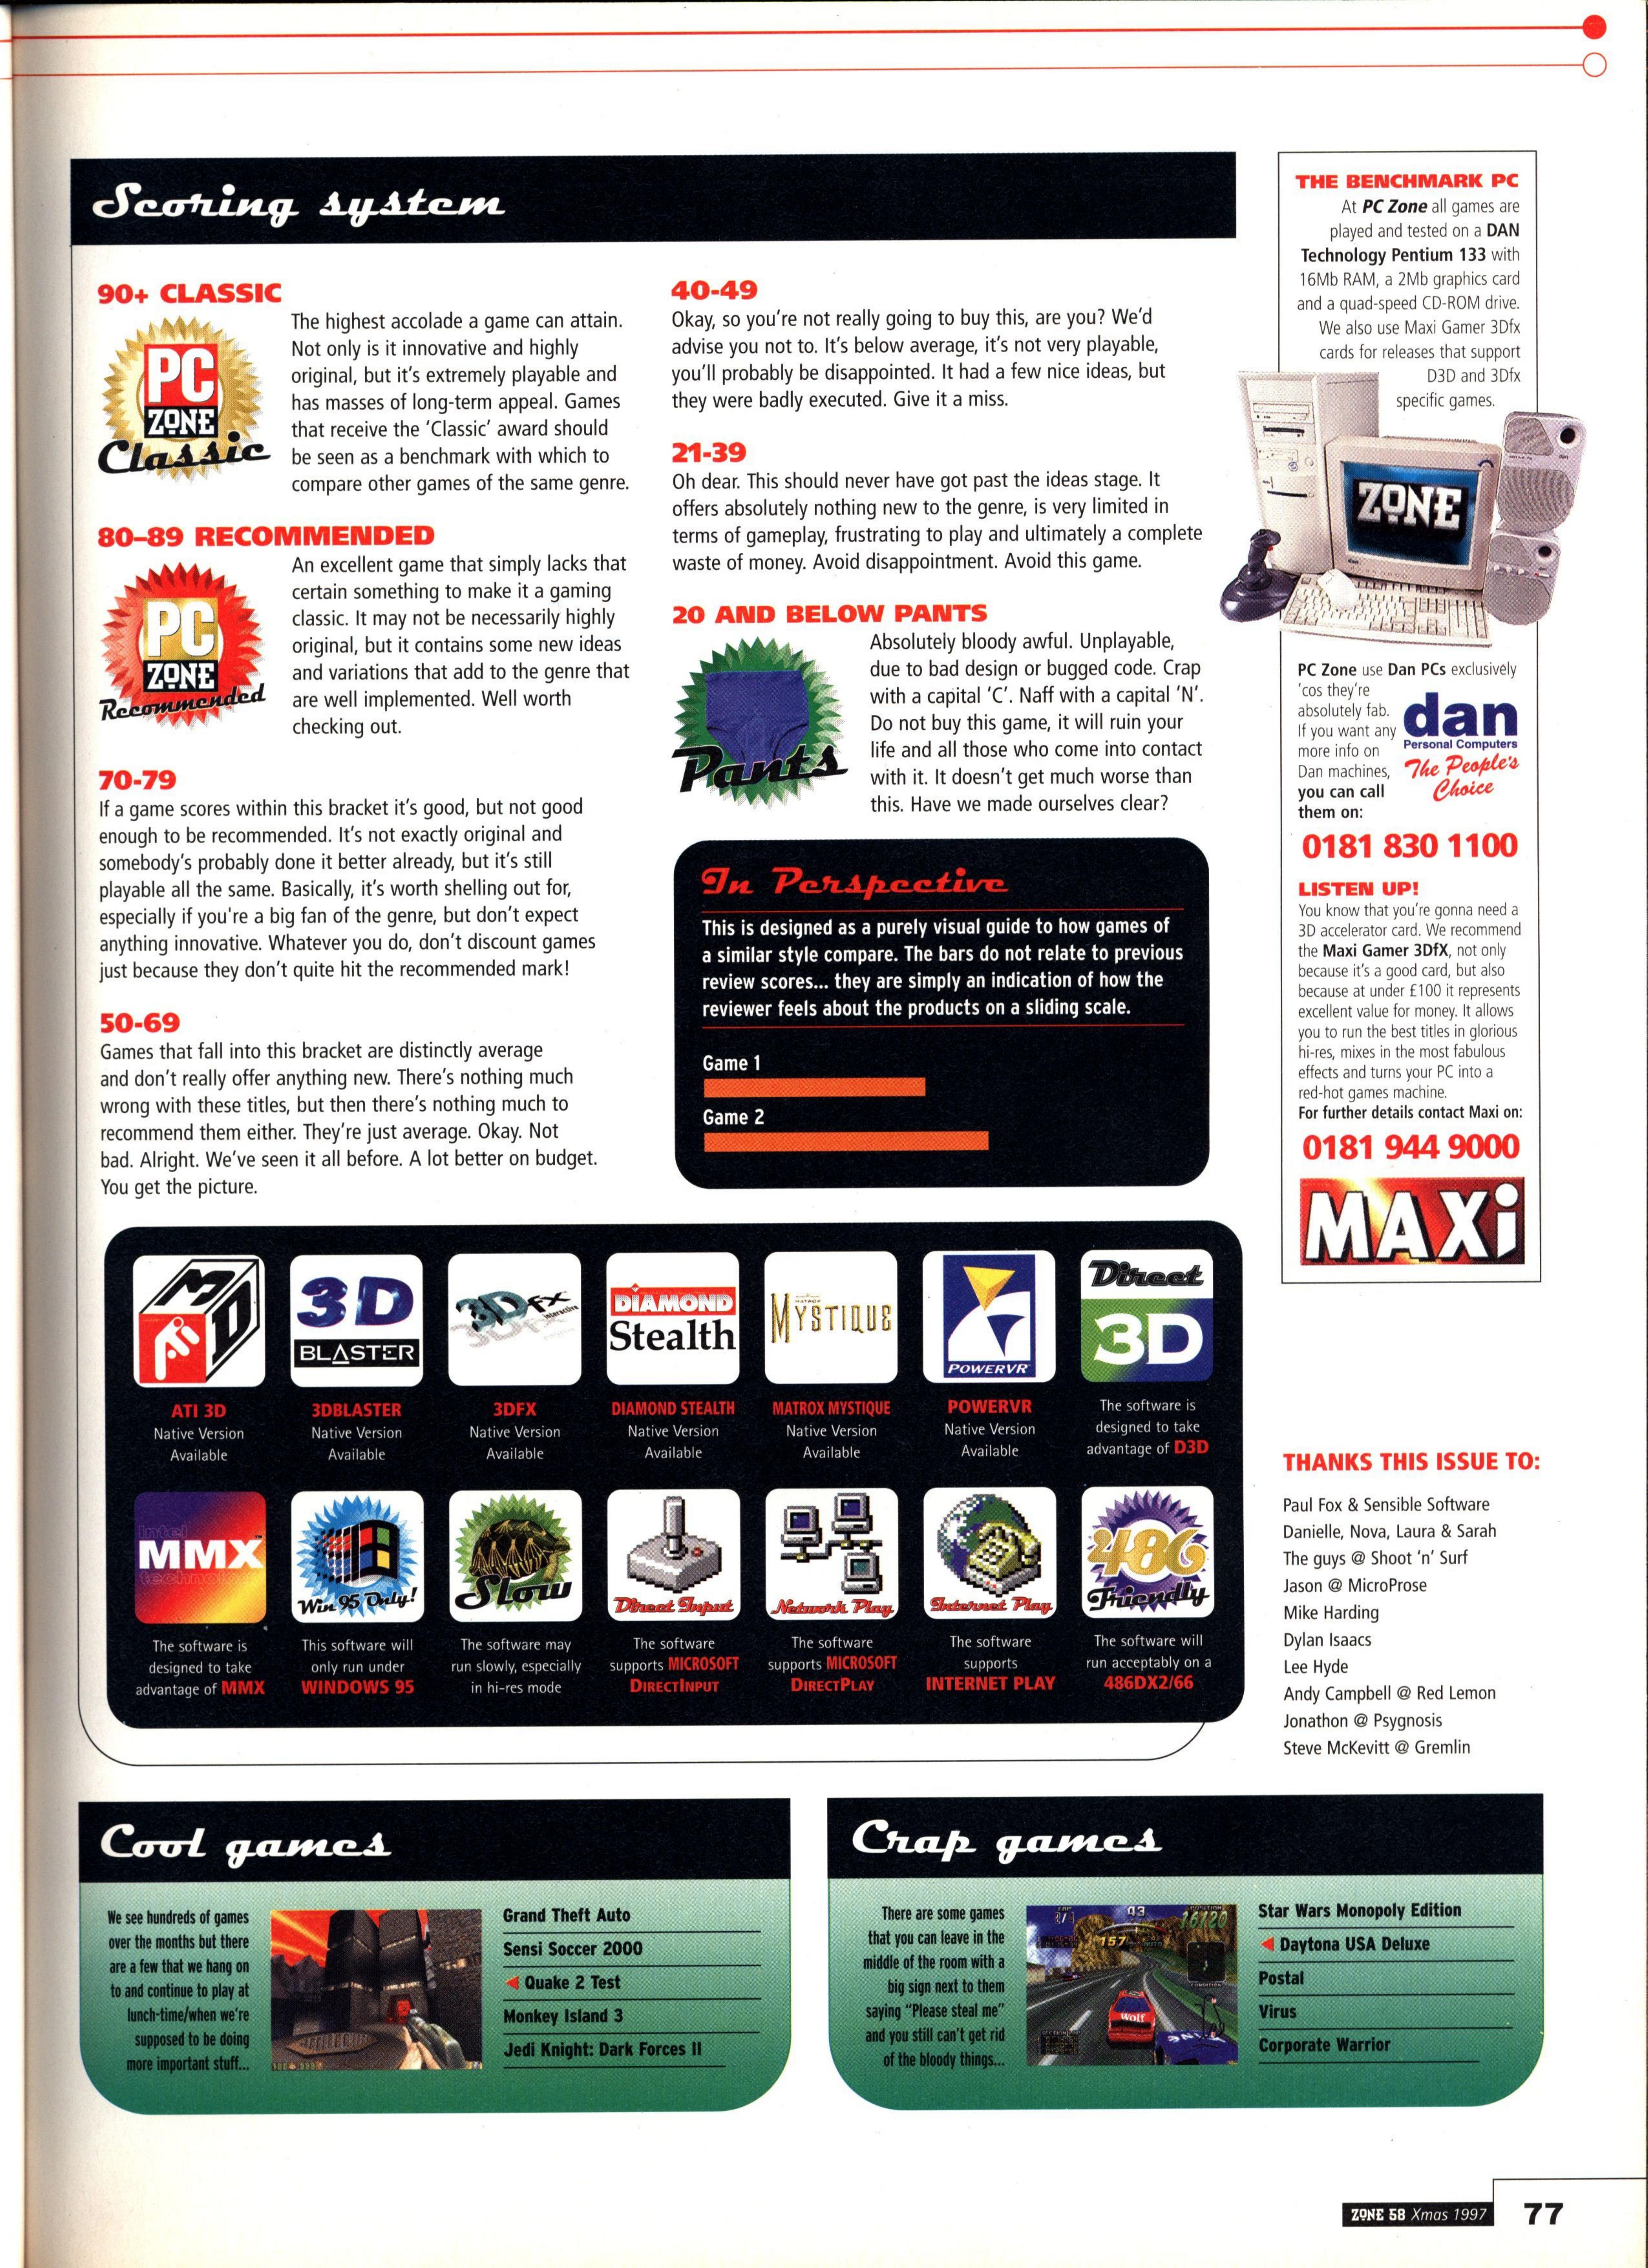 Scoring system
90+ CLASSIC
PC
ZONE
Classic
The highest accolade a game can attain.
Not only is it innovative and highly
original, but it's extremely playable and
has masses of long-term appeal. Games
that receive the 'Classic' award should
be seen as a benchmark with which to
compare other games of the same genre.
80–89 RECOMMENDED
PC
ZONE
Recommended
An excellent game that simply lacks that
certain something to make it a gaming
classic. It may not be necessarily highly
original, but it contains some new ideas
and variations that add to the genre that
are well implemented. Well worth
checking out.
70-79
If a game scores within this bracket it's good, but not good
enough to be recommended. It's not exactly original and
somebody's probably done it better already, but it's still
playable all the same. Basically, it's worth shelling out for,
especially if you're a big fan of the genre, but don't expect
anything innovative. Whatever you do, don't discount games
just because they don't quite hit the recommended mark!
50-69
Games that fall into this bracket are distinctly average
and don't really offer anything new. There's nothing much
wrong with these titles, but then there's nothing much to
recommend them either. They're just average. Okay. Not
bad. Alright. We've seen it all before. A lot better on budget.
You get the picture.
40-49
Okay, so you're not really going to buy this, are you? We'd
advise you not to. It's below average, it's not very playable,
you'll probably be disappointed. It had a few nice ideas, but
they were badly executed. Give it a miss.
21-39
Oh dear. This should never have got past the ideas stage. It
offers absolutely nothing new to the genre, is very limited in
terms of gameplay, frustrating to play and ultimately a complete
waste of money. Avoid disappointment. Avoid this game.
20 AND BELOW PANTS
Pants
Absolutely bloody awful. Unplayable,
due to bad design or bugged code. Crap
with a capital 'C'. Naff with a capital 'N'.
Do not buy this game, it will ruin your
life and all those who come into contact
with it. It doesn't get much worse than
this. Have we made ourselves clear?
In Perspective
This is designed as a purely visual guide to how games of
a similar style compare. The bars do not relate to previous
review scores... they are simply an indication of how the
reviewer feels about the products on a sliding scale.
Game 1
Game 2
THE BENCHMARK PC
At PC Zone all games are
played and tested on a DAN
Technology Pentium 133 with
16Mb RAM, a 2Mb graphics card
and a quad-speed CD-ROM drive.
We also use Maxi Gamer 3Dfx
cards for releases that support
D3D and 3Dfx
specific games.
ZONE
PC Zone use Dan PCs exclusively
'cos they're
absolutely fab.
If you want any
more info on
Dan machines,
you can call
them on:
dan
Personal Computers
The People's
Choice
0181 830 1100
LISTEN UP!
You know that you're gonna need a
3D accelerator card. We recommend
the Maxi Gamer 3DfX, not only
because it's a good card, but also
because at under £100 it represents
excellent value for money. It allows
you to run the best titles in glorious
hi-res, mixes in the most fabulous
effects and turns your PC into a
red-hot games machine.
For further details contact Maxi on:
0181 944 9000
MAXi
ATI 3D
3D
BLASTER
3Dfx
interactive
DIAMOND
Stealth
MATROX
MYSTIQUE
POWERVR
Direct
3D
ATI 3D
Native Version
Available
3DBLASTER
Native Version
Available
3DFX
Native Version
Available
DIAMOND STEALTH
Native Version
Available
MATROX MYSTIQUE
Native Version
Available
POWERVR
Native Version
Available
The software is
designed to take
advantage of D3D
intel
MMX™
technology
Win 95 Only!
Slow
Direct Input
Network Play
Internet Play
486
Friendly
The software is
designed to take
advantage of MMX
This software will
only run under
WINDOWS 95
The software may
run slowly, especially
in hi-res mode
The software
supports MICROSOFT
DIRECTINPUT
The software
supports MICROSOFT
DIRECTPLAY
The software
supports
INTERNET PLAY
The software will
run acceptably on a
486DX2/66
THANKS THIS ISSUE TO:
Paul Fox & Sensible Software
Danielle, Nova, Laura & Sarah
The guys @ Shoot 'n' Surf
Jason @ MicroProse
Mike Harding
Dylan Isaacs
Lee Hyde
Andy Campbell @ Red Lemon
Jonathon @ Psygnosis
Steve McKevitt @ Gremlin
Cool games
We see hundreds of games
over the months but there
are a few that we hang on
to and continue to play at
lunch-time/when we're
supposed to be doing
more important stuff...
Grand Theft Auto
Sensi Soccer 2000
Quake 2 Test
Monkey Island 3
Jedi Knight: Dark Forces II
Crap games
There are some games
that you can leave in the
middle of the room with a
big sign next to them
saying "Please steal me"
and you still can't get rid
of the bloody things...
43
16/20
157
Wolf
Star Wars Monopoly Edition
Daytona USA Deluxe
Postal
Virus
Corporate Warrior
ZONE 58 Xmas 1997
77